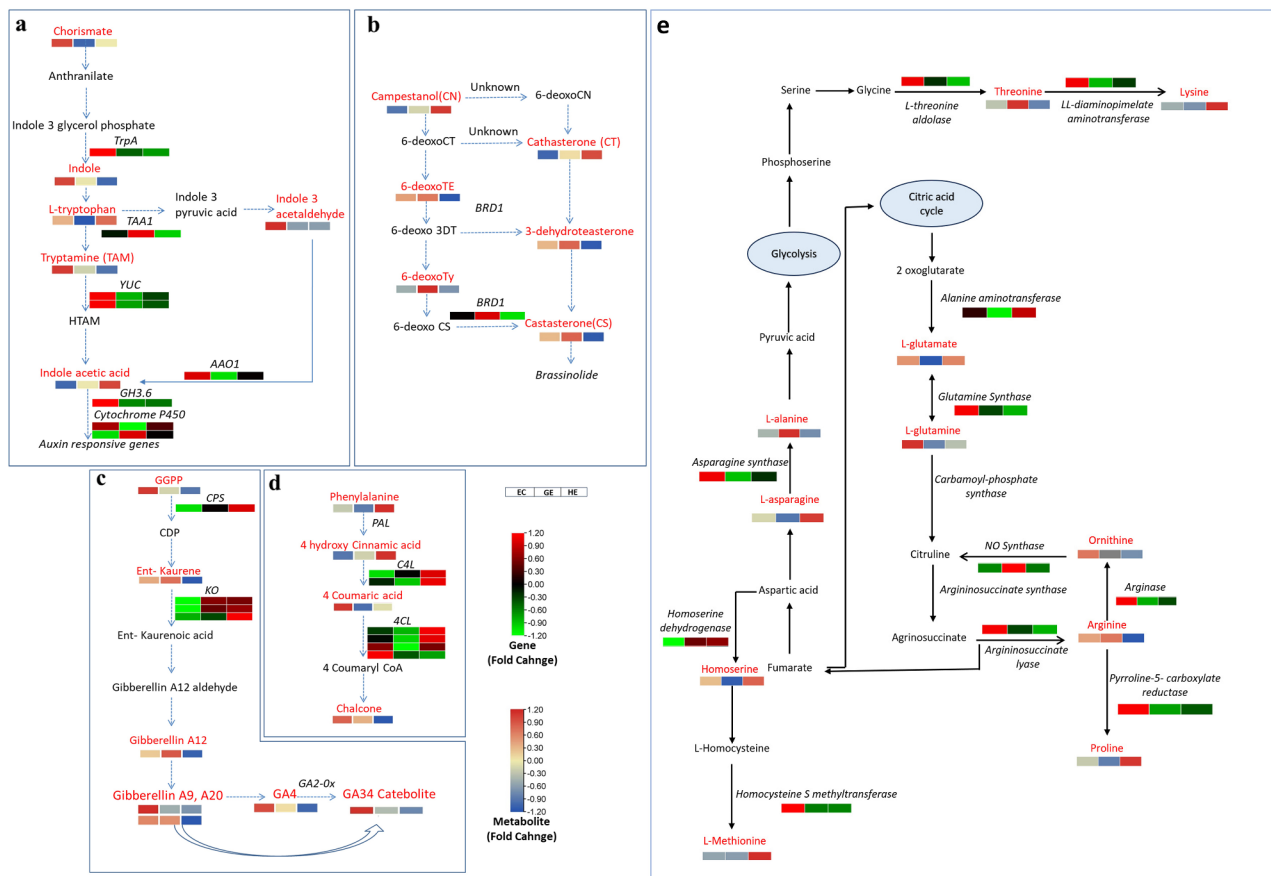 a
Chorismate
Anthranilate
Indole 3 glycerol phosphate
TrpA
Indole
L-tryptophan
Indole 3
pyruvic acid
Indole 3
acetaldehyde
TAA1
Tryptamine (TAM)
YUC
HTAM
Indole acetic acid
AAO1
GH3.6
Cytochrome P450
Auxin responsive genes
b
Campestanol(CN)
Unknown
6-deoxoCN
6-deoxoCT
Unknown
Cathasterone (CT)
6-deoxoTE
BRD1
6-deoxo 3DT
3-dehydroteasterone
6-deoxoTy
BRD1
6-deoxo CS
Castasterone(CS)
Brassinolide
c
GGPP
CPS
CDP
Ent- Kaurene
KO
Ent- Kaurenoic acid
Gibberellin A12 aldehyde
Gibberellin A12
Gibberellin A9, A20
GA4
GA2-0x
GA34 Catebolite
d
Phenylalanine
PAL
4 hydroxy Cinnamic acid
C4L
4 Coumaric acid
4CL
4 Coumaryl CoA
Chalcone
EC GE HE
1.20
0.90
0.60
0.30
0.00
-0.30
-0.60
-0.90
-1.20
Gene
(Fold Cahnge)
1.20
0.90
0.60
0.30
0.00
-0.30
-0.60
-0.90
-1.20
Metabolite
(Fold Cahnge)
e
Serine
Glycine
L-threonine
aldolase
Threonine
LL-diaminopimelate
aminotransferase
Lysine
Phosphoserine
Glycolysis
Pyruvic acid
L-alanine
Asparagine synthase
L-asparagine
Aspartic acid
Homoserine
dehydrogenase
Homoserine
Fumarate
L-Homocysteine
Homocysteine S methyltransferase
L-Methionine
Citric acid
cycle
2 oxoglutarate
Alanine aminotransferase
L-glutamate
Glutamine Synthase
L-glutamine
Carbamoyl-phosphate
synthase
Citruline
NO Synthase
Ornithine
Argininosuccinate synthase
Arginase
Agrinosuccinate
Argininosuccinate
lyase
Arginine
Pyrroline-5- carboxylate
reductase
Proline